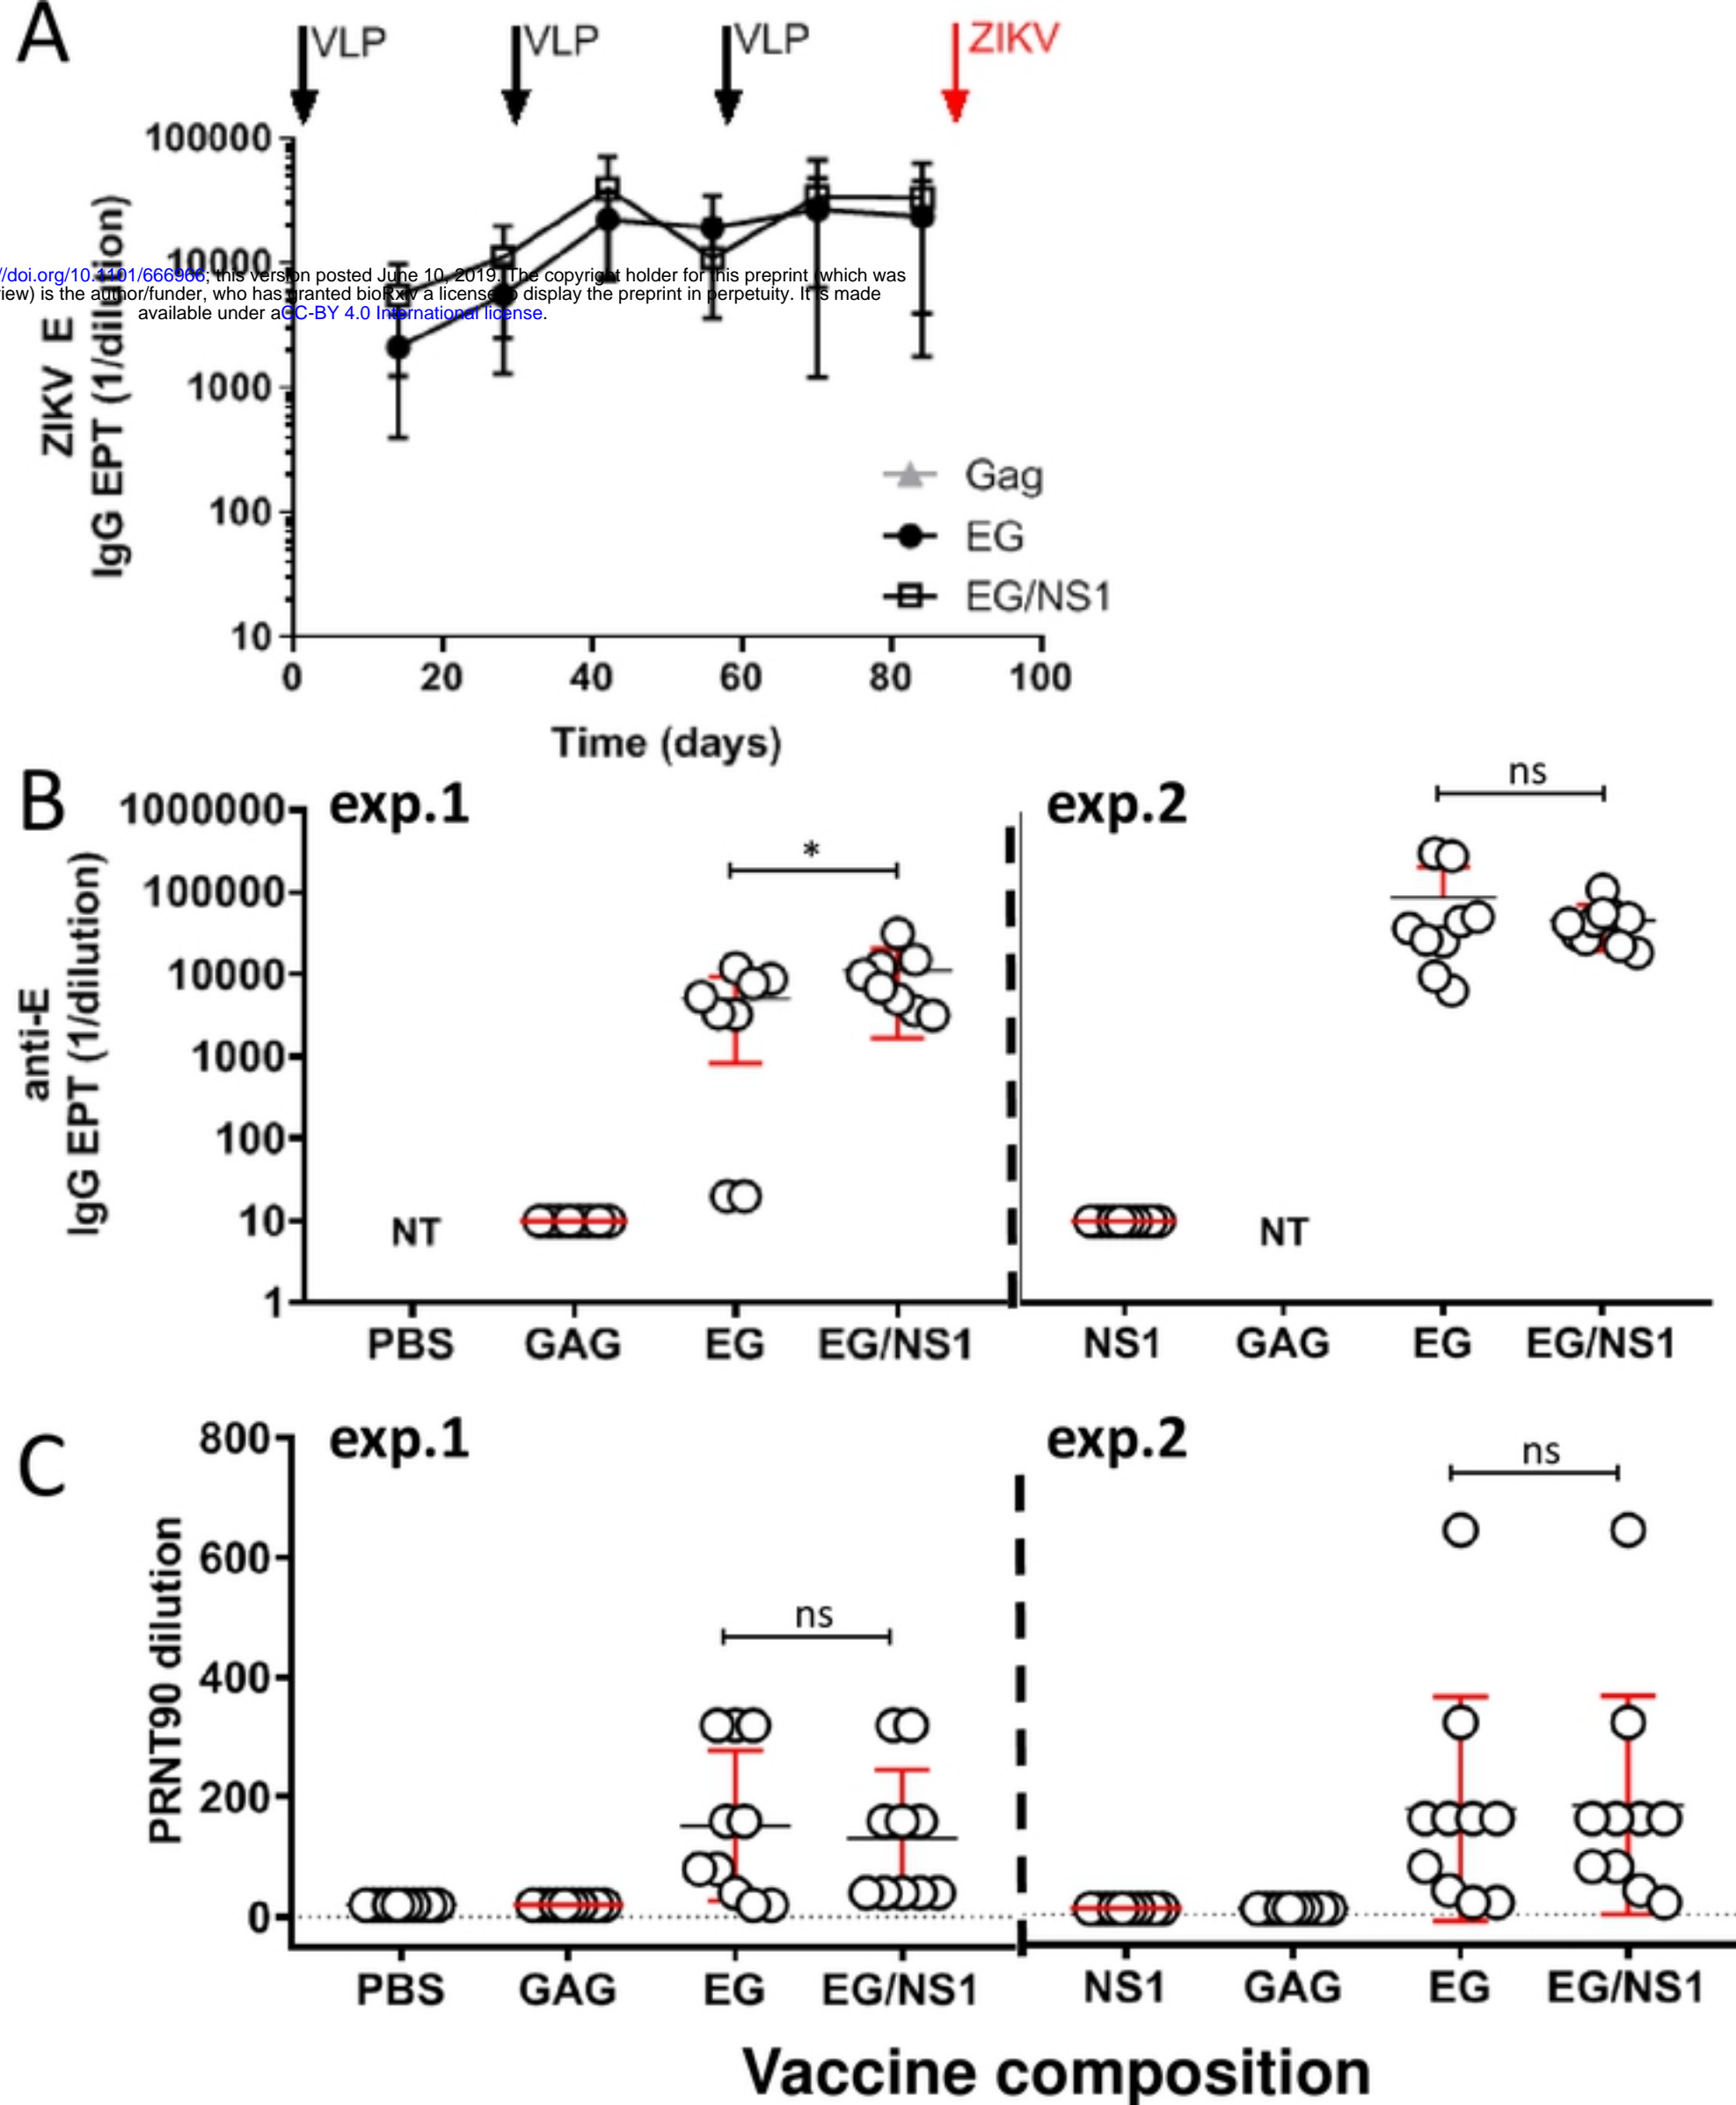 A
VLP VLP VLP ZIKV
100000
10000
//doi.org/10.1101/666966; this version posted June 10, 2019. The copyright holder for this preprint (which was
iew) is the author/funder, who has granted bioRxiv a license to display the preprint in perpetuity. It is made
available under aCC-BY 4.0 International license.
1000
100
10
ZIKV E
IgG EPT (1/dilution)
Gag
EG
EG/NS1
0 20 40 60 80 100
Time (days)
B
exp.1 exp.2
* ns
1000000
100000
10000
1000
100
10
1
anti-E
IgG EPT (1/dilution)
NT NT
PBS GAG EG EG/NS1 NS1 GAG EG EG/NS1
C
exp.1 exp.2
ns ns
800
600
400
200
0
PRNT90 dilution
PBS GAG EG EG/NS1 NS1 GAG EG EG/NS1
Vaccine composition